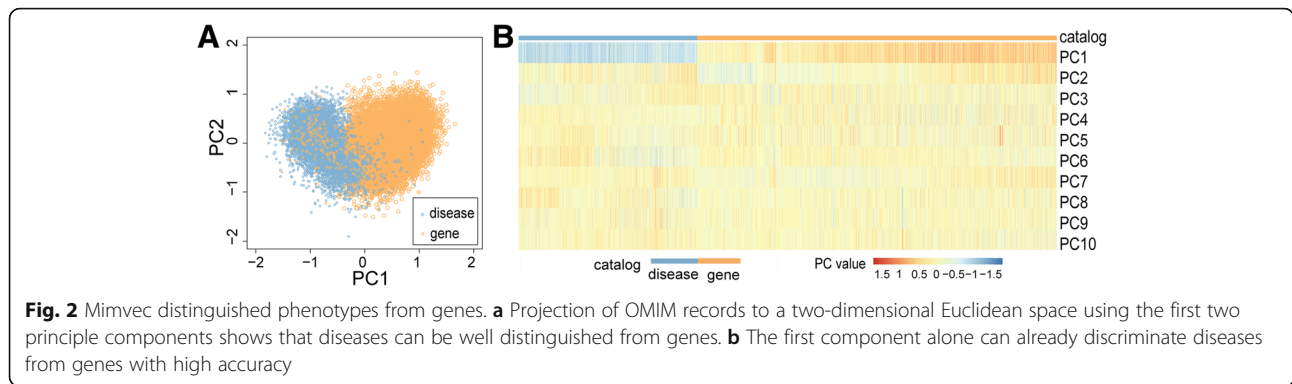 A
2
1
0
−1
−2
PC2
−2
−1
0
1
2
PC1
disease
gene
B
catalog
PC1
PC2
PC3
PC4
PC5
PC6
PC7
PC8
PC9
PC10
catalog
disease gene
PC value
1.5 1 0.5 0 −0.5 −1 −1.5
Fig. 2 Mimvec distinguished phenotypes from genes. a Projection of OMIM records to a two-dimensional Euclidean space using the first two
principle components shows that diseases can be well distinguished from genes. b The first component alone can already discriminate diseases
from genes with high accuracy